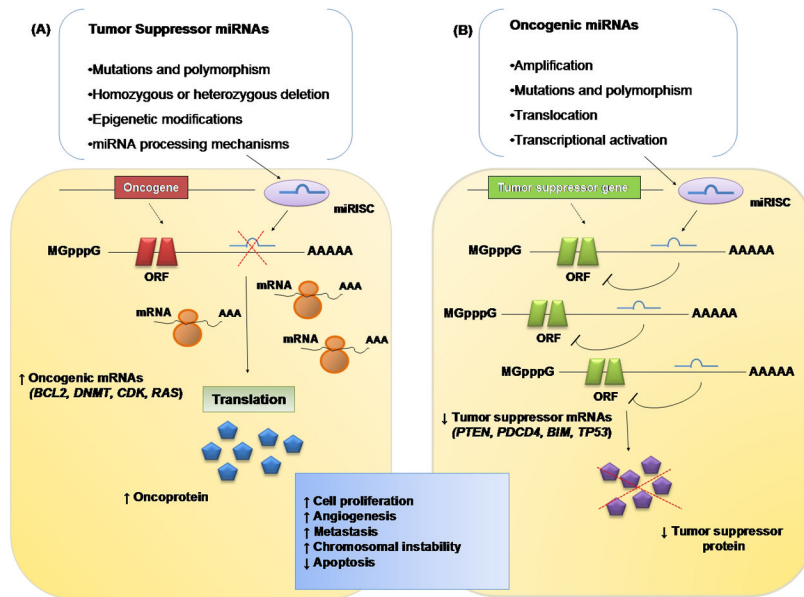 (A)
Tumor Suppressor miRNAs
•Mutations and polymorphism
•Homozygous or heterozygous deletion
•Epigenetic modifications
•miRNA processing mechanisms
Oncogene
miRISC
MGpppG
AAAAA
ORF
mRNA
AAA
mRNA
AAA
mRNA
AAA
↑ Oncogenic mRNAs
(BCL2, DNMT, CDK, RAS)
Translation
↑ Oncoprotein
(B)
Oncogenic miRNAs
•Amplification
•Mutations and polymorphism
•Translocation
•Transcriptional activation
Tumor suppressor gene
miRISC
MGpppG
AAAAA
ORF
MGpppG
AAAAA
ORF
MGpppG
AAAAA
ORF
↓ Tumor suppressor mRNAs
(PTEN, PDCD4, BIM, TP53)
↓ Tumor suppressor
protein
↑ Cell proliferation
↑ Angiogenesis
↑ Metastasis
↑ Chromosomal instability
↓ Apoptosis